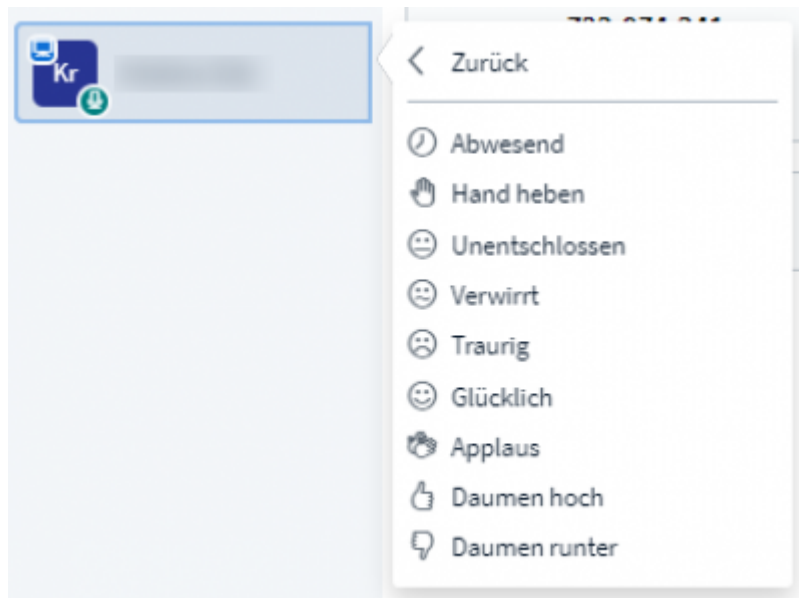 Kr
Zurück
Abwesend
Hand heben
Unentschlossen
Verwirrt
Traurig
Glücklich
Applaus
Daumen hoch
Daumen runter